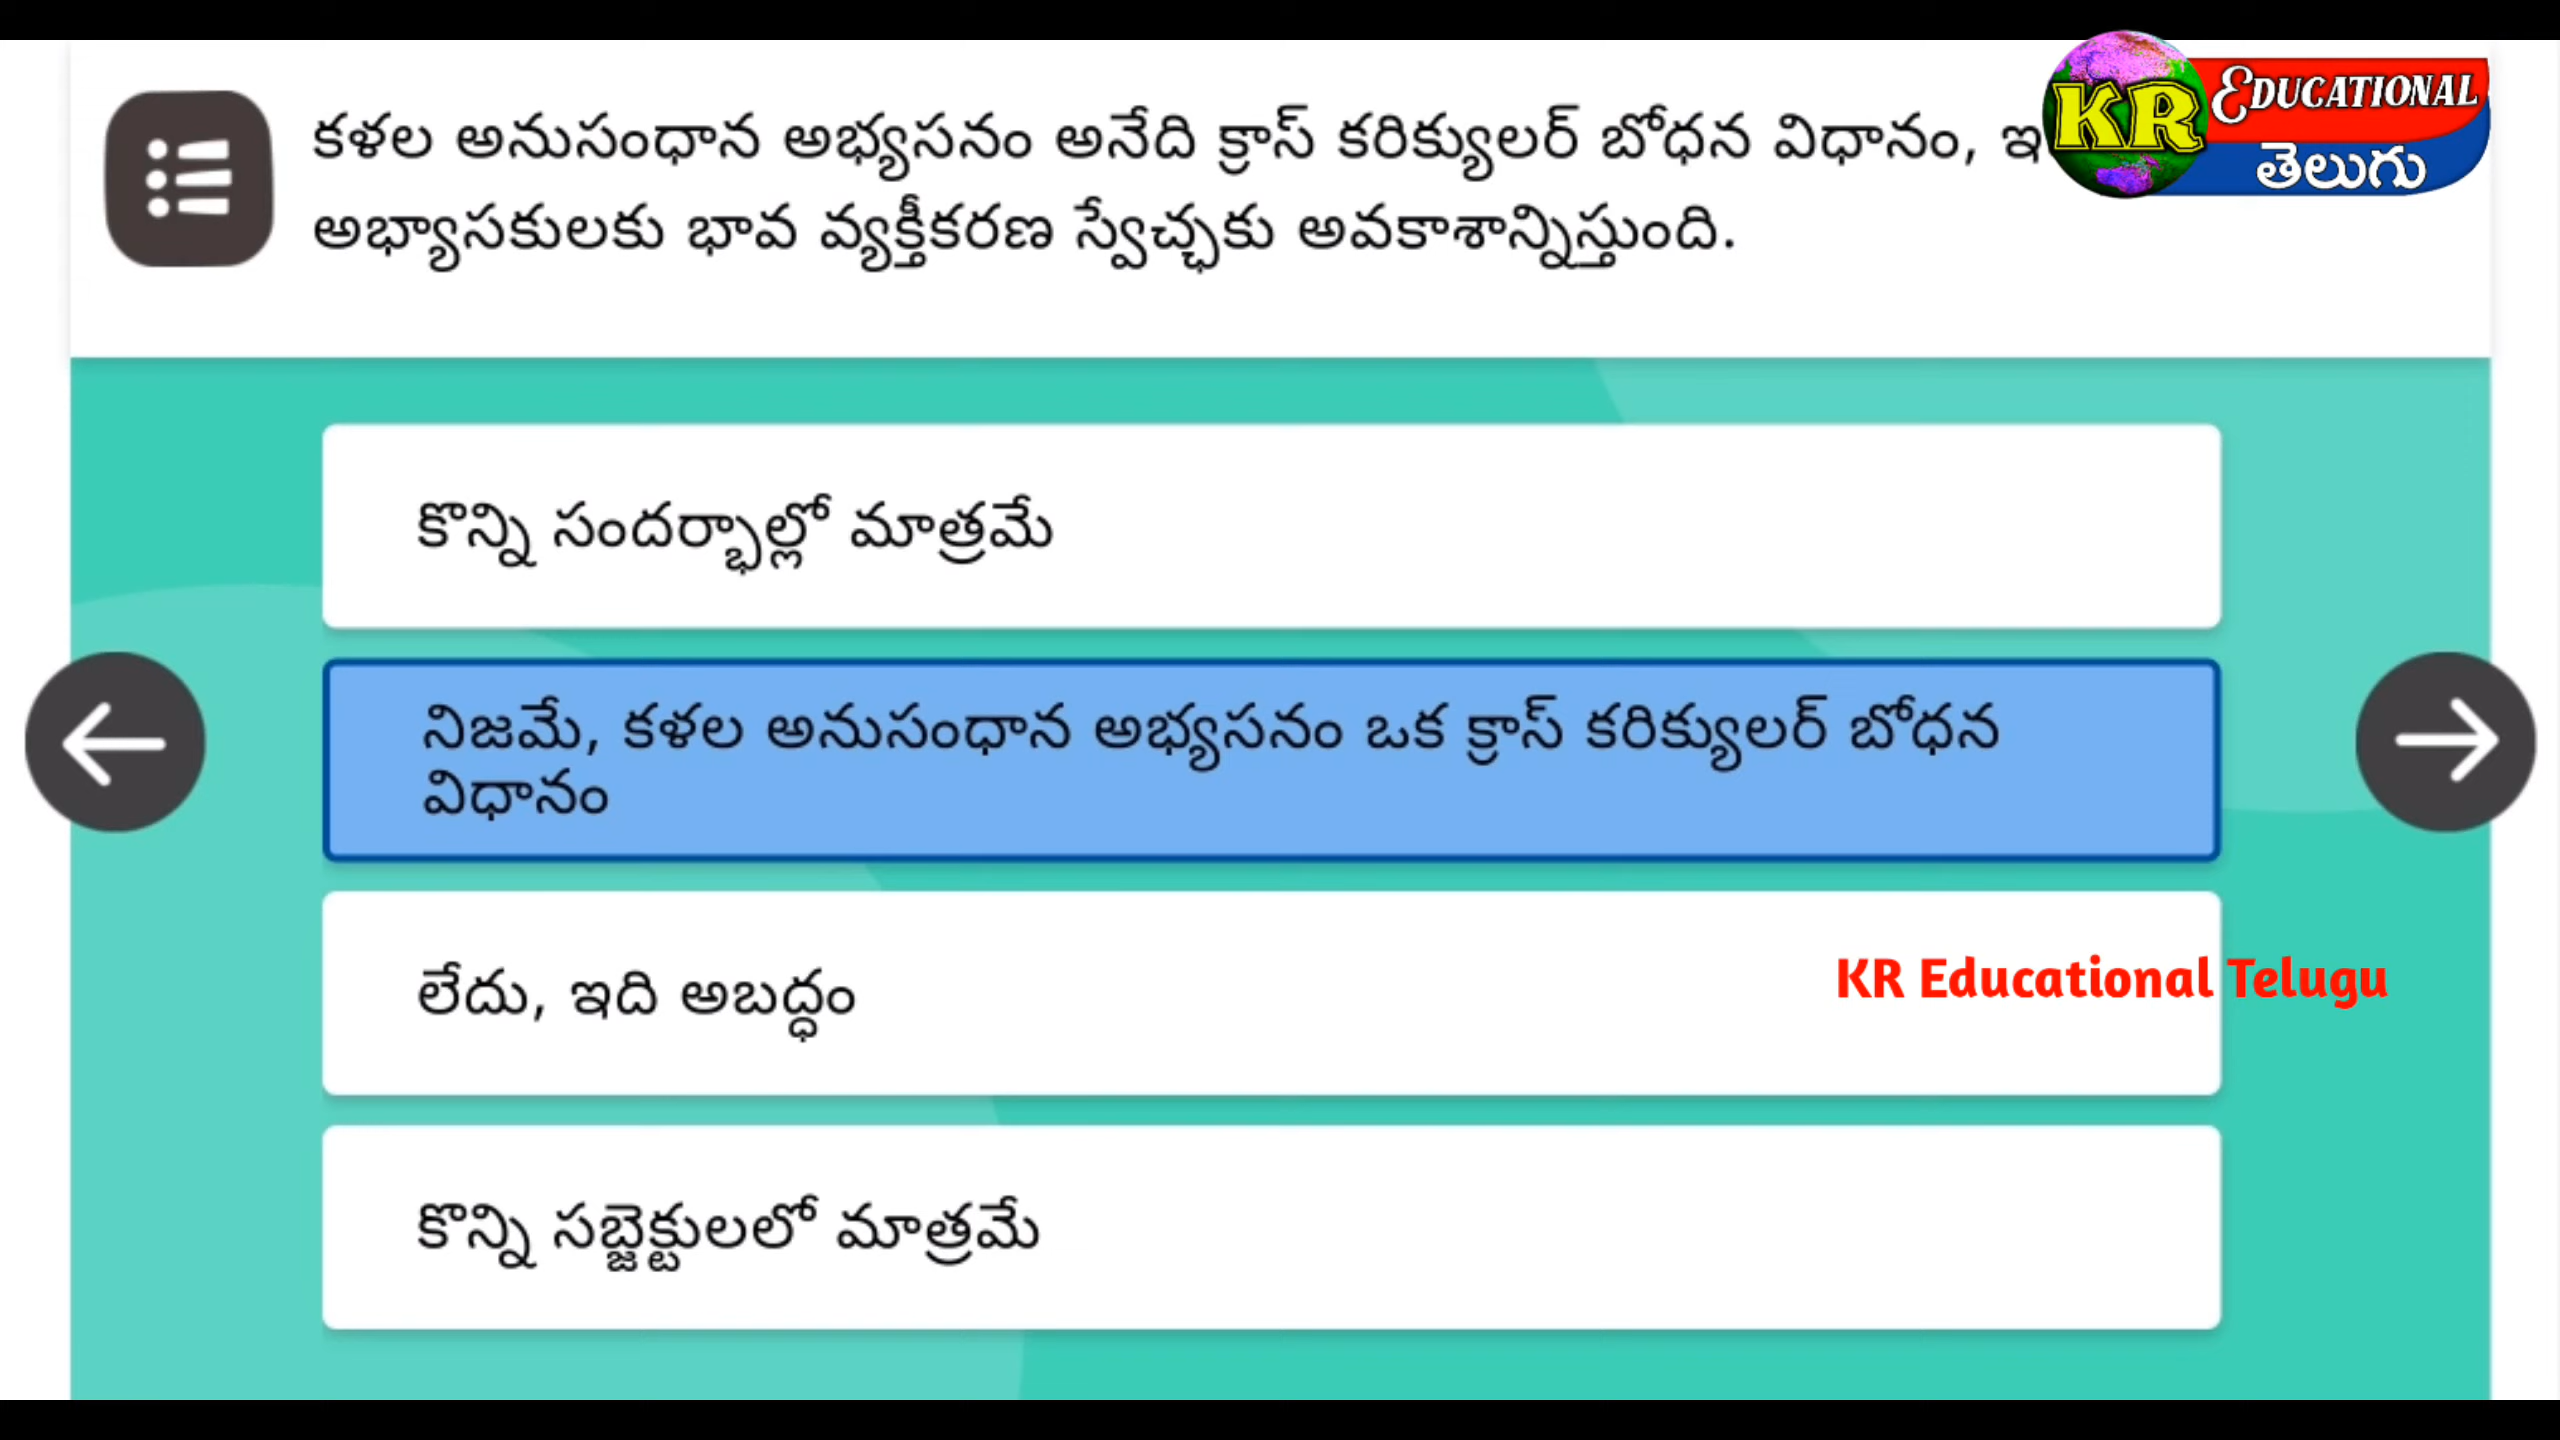 కళల అనుసంధాన అభ్యసనం అనేది క్రాస్ కరిక్యులర్ బోధన విధానం,
అభ్యాసకులకు భావ వ్యక్తీకరణ స్వేచ్ఛకు అవకాశాన్నిస్తుంది.
KR EDUCATIONAL
తెలుగు
కొన్ని సందర్భాల్లో మాత్రమే
నిజమే, కళల అనుసంధాన అభ్యసనం ఒక క్రాస్ కరిక్యులర్ బోధన
విధానం
లేదు, ఇది అబద్ధం
KR Educational Telugu
కొన్ని సబ్జెక్టులలో మాత్రమే